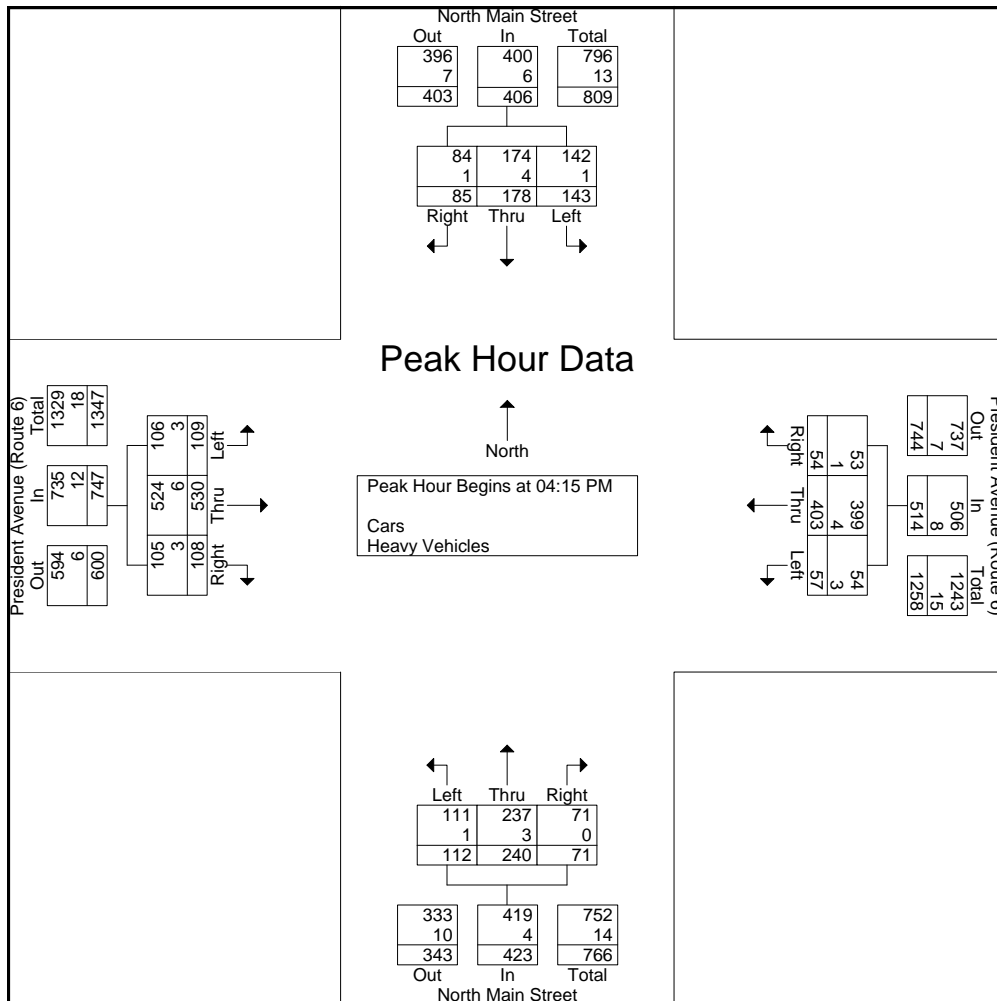 North Main Street
Out In Total
396 400 796
7 6 13
403 406 809
84 174 142
1 4 1
85 178 143
Right Thru Left
Peak Hour Data
North
Peak Hour Begins at 04:15 PM
Cars
Heavy Vehicles
President Avenue (Route 6)
Out In Total
594 735 1329
6 12 18
600 747 1347
106 524 105
3 6 3
109 530 108
Left Thru Right
President Avenue (Route 6)
Out In Total
737 506 1243
7 8 15
744 514 1258
53 399 54
1 4 3
54 403 57
Right Thru Left
Left Thru Right
111 237 71
1 3 0
112 240 71
333 419 752
10 4 14
343 423 766
Out In Total
North Main Street